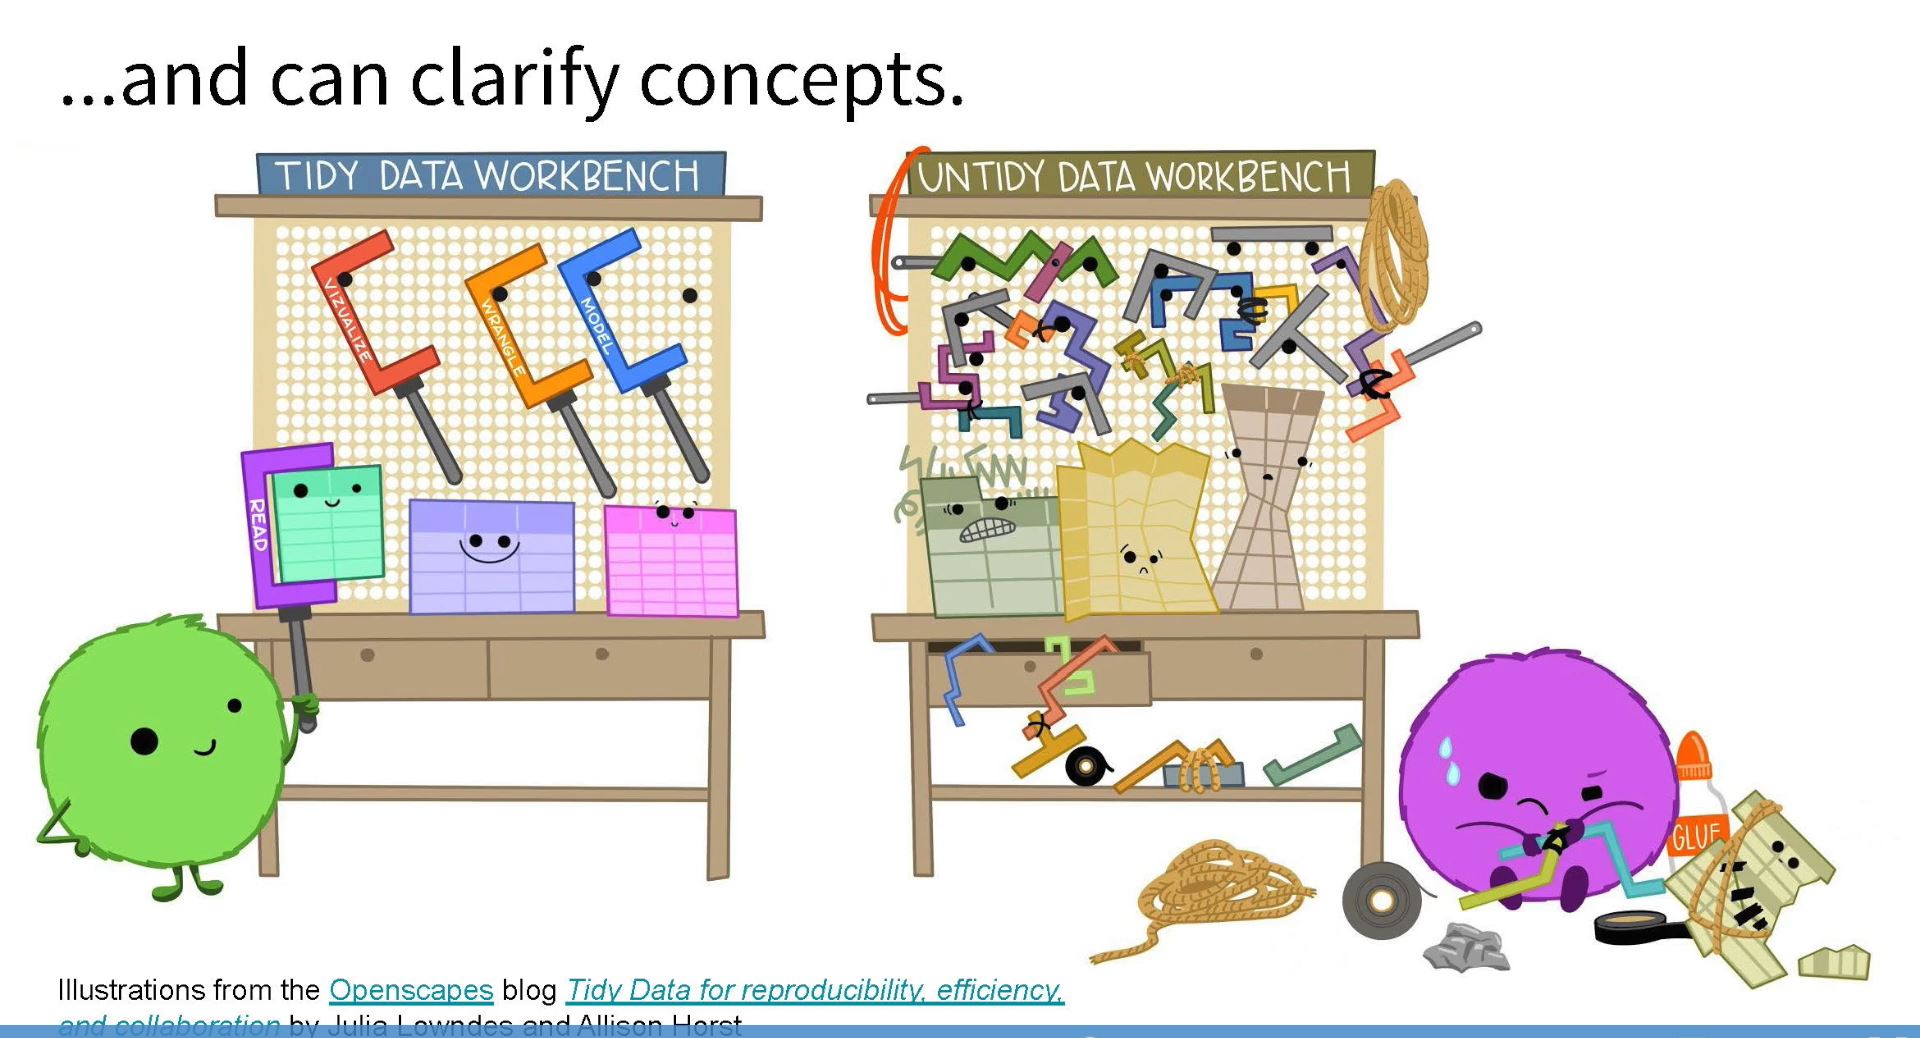 ...and can clarify concepts.
TIDY DATA WORKBENCH
UNTIDY DATA WORKBENCH
VIZUALIZE
WRANGLE
MODEL
READ
GLUE
Illustrations from the Openscapes blog Tidy Data for reproducibility, efficiency,
and collaboration by Julia Lowndes and Allison Horst